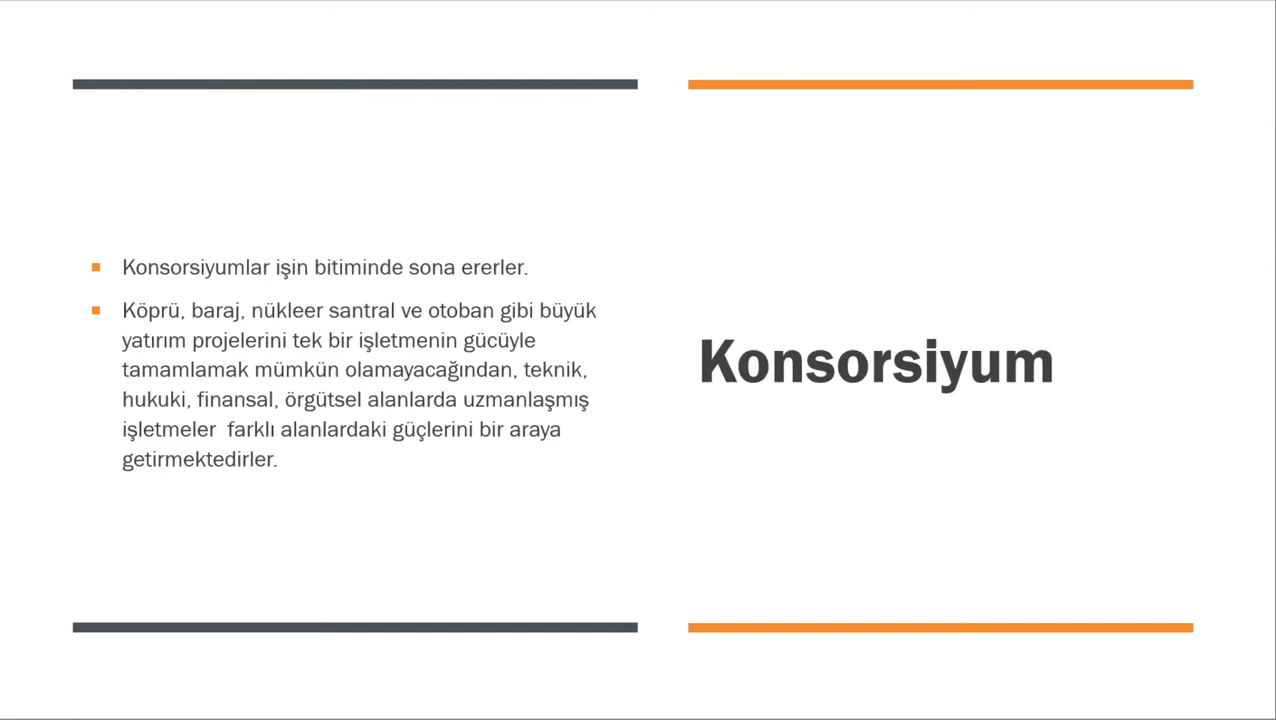 Konsorsiyumlar işin bitiminde sona ererler.
Köprü, baraj, nükleer santral ve otoban gibi büyük
yatırım projelerini tek bir işletmenin gücüyle
tamamlamak mümkün olamayacağından, teknik,
hukuki, finansal, örgütsel alanlarda uzmanlaşmış
işletmeler  farklı alanlardaki güçlerini bir araya
getirmektedirler.
Konsorsiyum